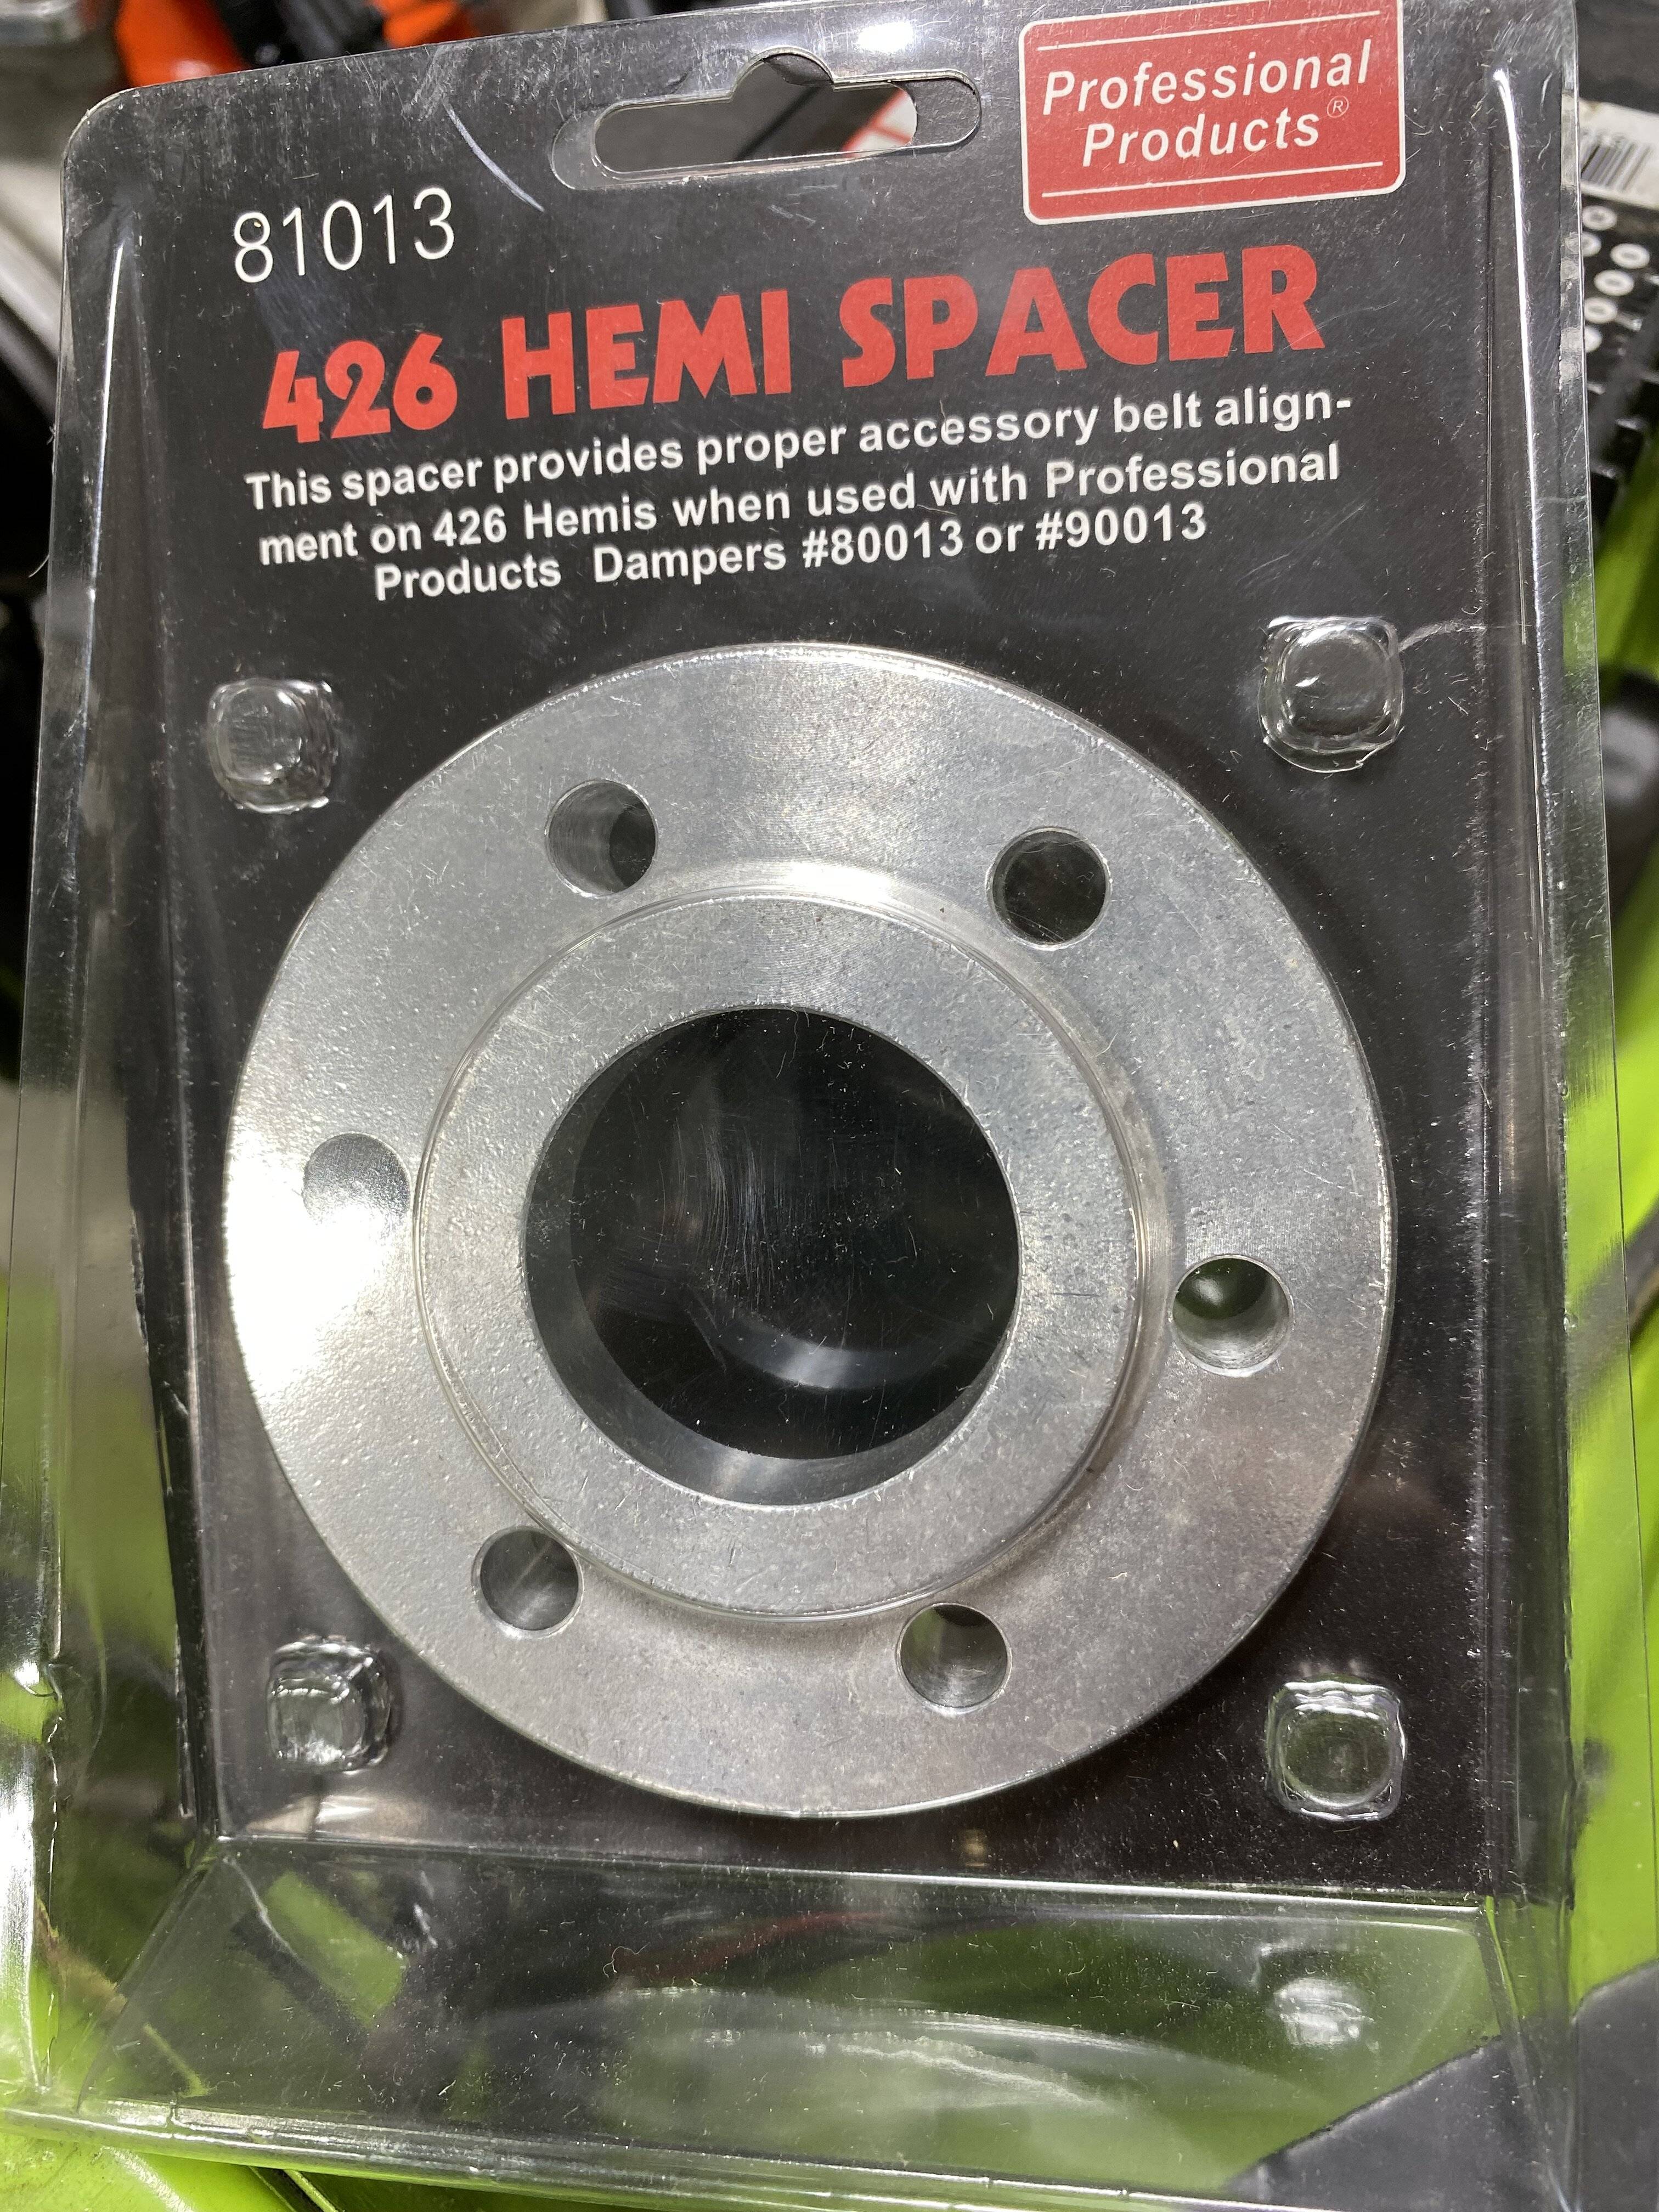 Professional
Products®
81013
426 HEMI SPACER
This spacer provides proper accessory belt align-
ment on 426 Hemis when used with Professional
Products Dampers #80013 or #90013